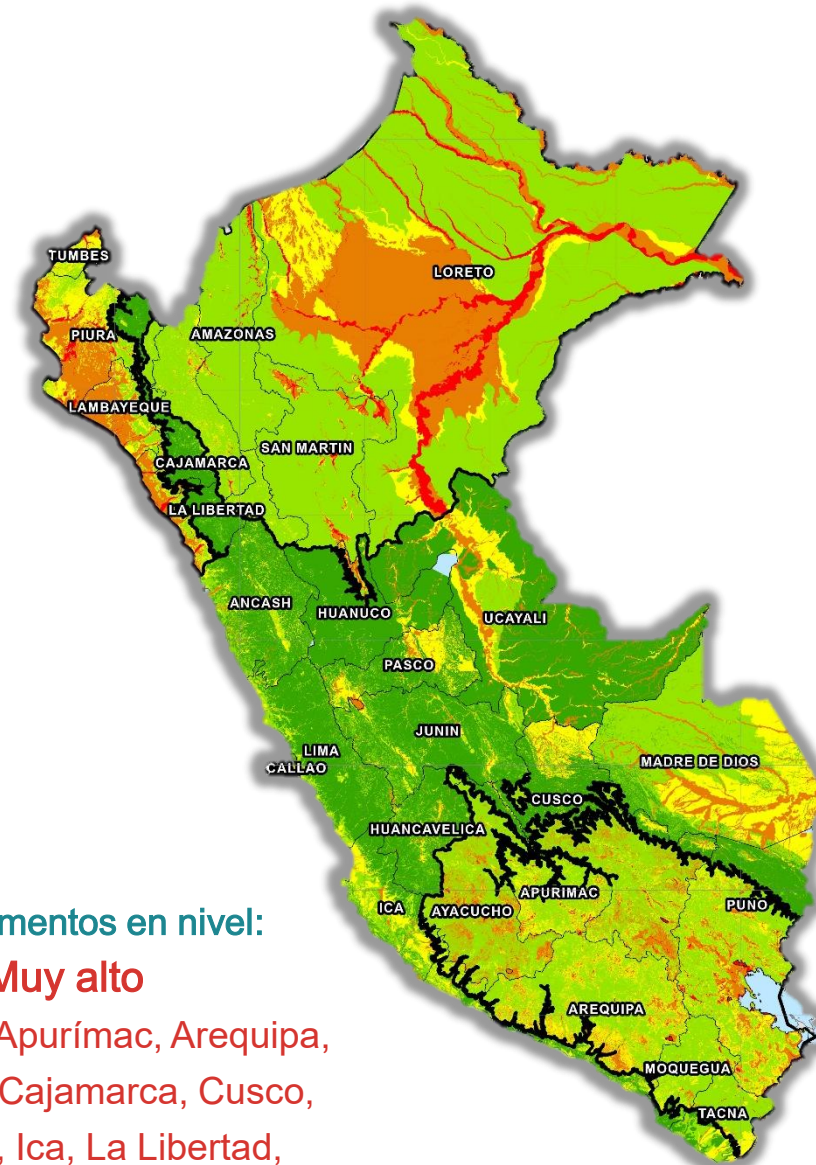 TUMBES
LORETO
PIURA
AMAZONAS
LAMBAYEQUE
SAN MARTIN
CAJAMARCA
LA LIBERTAD
ANCASH
HUANUCO
UCAYALI
PASCO
JUNIN
LIMA
MADRE DE DIOS
CALLAO
CUSCO
HUANCAVELICA
APURIMAC
ICA
AYACUCHO
PUNO
AREQUIPA
MOQUEGUA
TACNA
mentos en nivel:
Muy alto
Apurímac, Arequipa,
Cajamarca, Cusco,
, Ica, La Libertad,